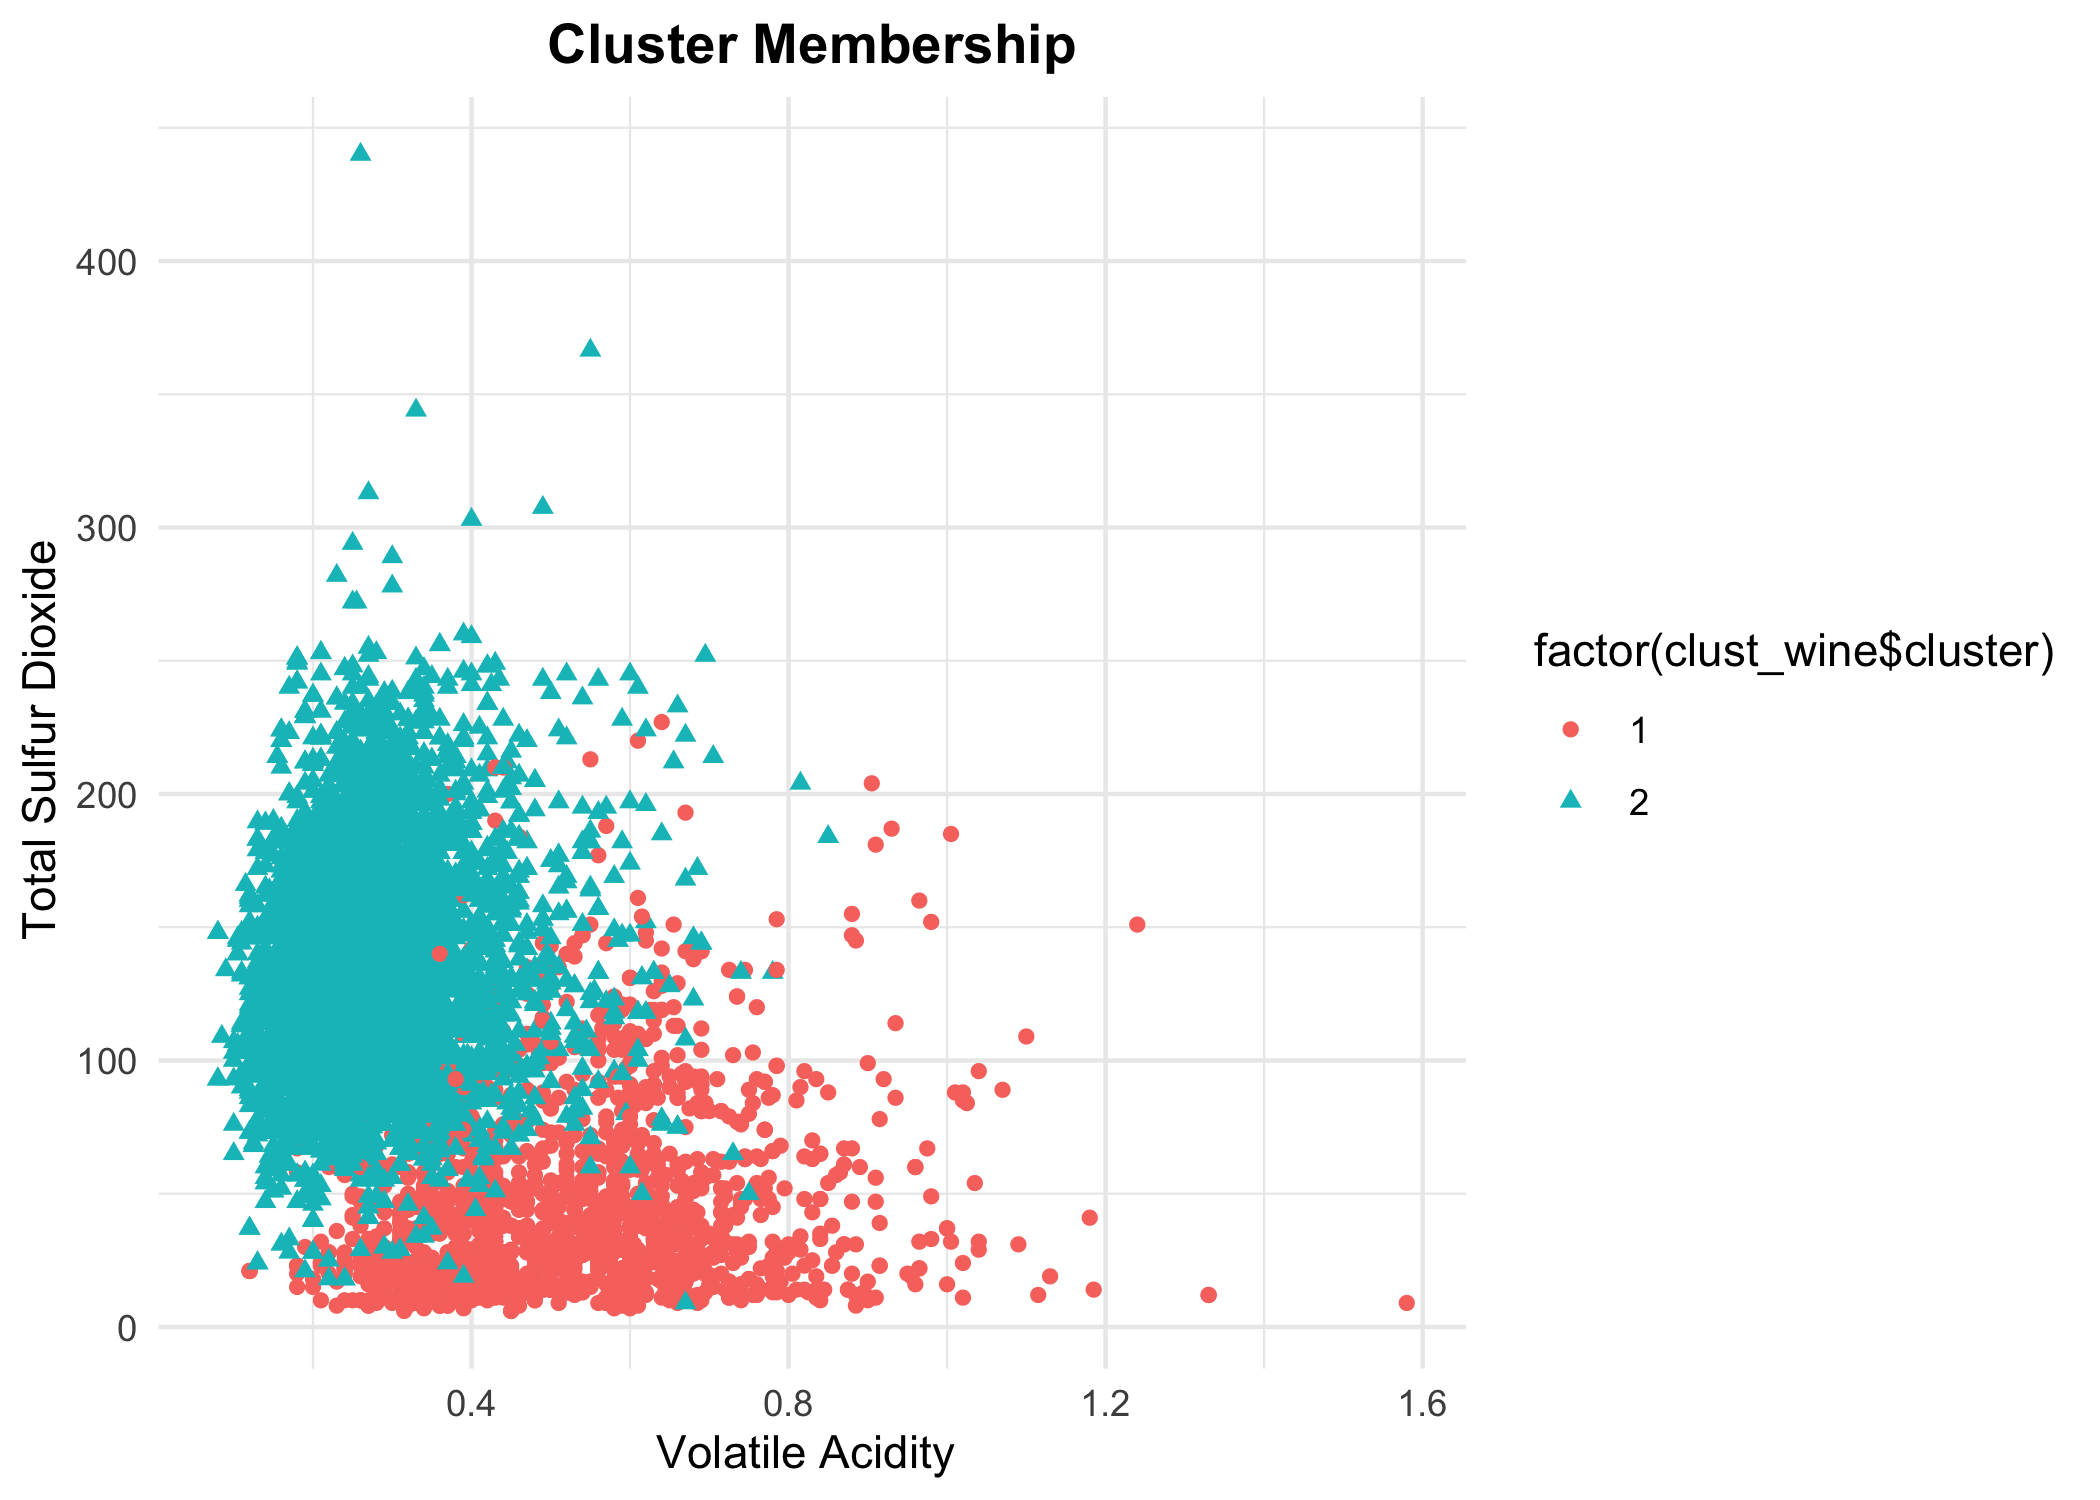 Cluster Membership
400
300
200
100
0
Total Sulfur Dioxide
0.4 0.8 1.2 1.6
Volatile Acidity
factor(clust_wine$cluster)
1
2